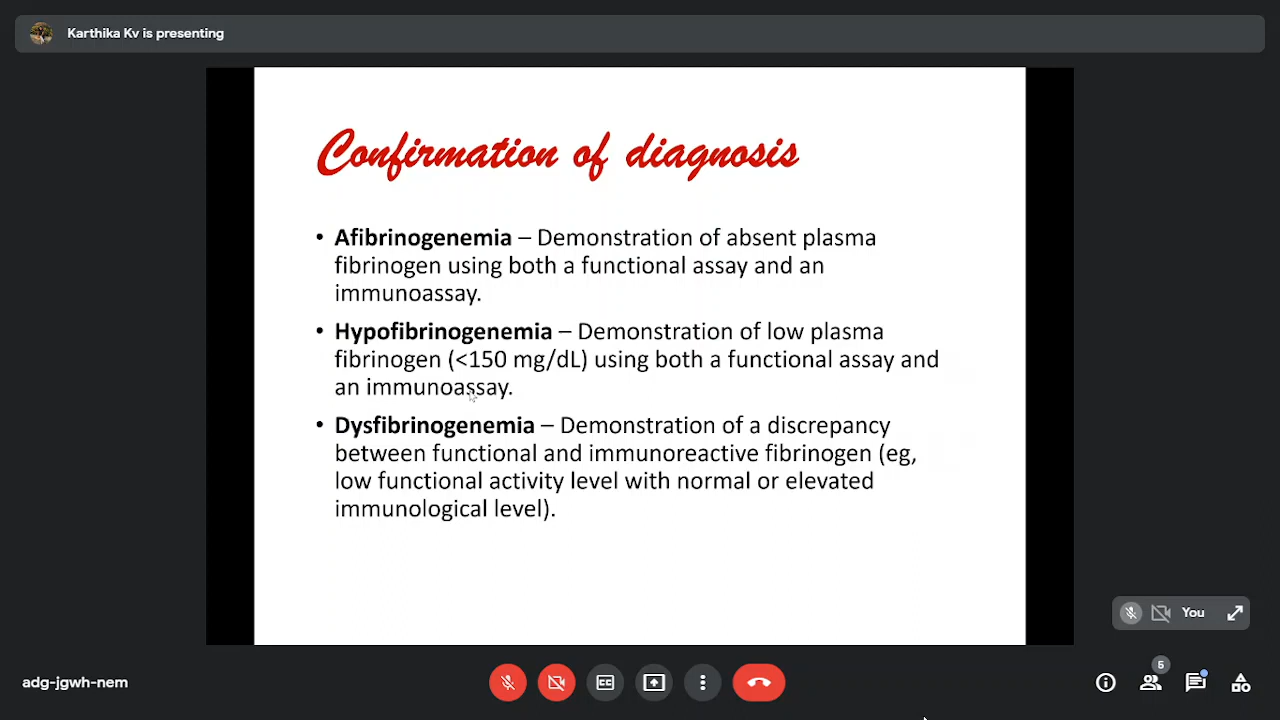 Karthika Kv is presenting
Confirmation of diagnosis
• Afibrinogenemia – Demonstration of absent plasma
fibrinogen using both a functional assay and an
immunoassay.
• Hypofibrinogenemia – Demonstration of low plasma
fibrinogen (<150 mg/dL) using both a functional assay and
an immunoassay.
• Dysfibrinogenemia – Demonstration of a discrepancy
between functional and immunoreactive fibrinogen (eg,
low functional activity level with normal or elevated
immunological level).
You
adg-jgwh-nem
CC
5